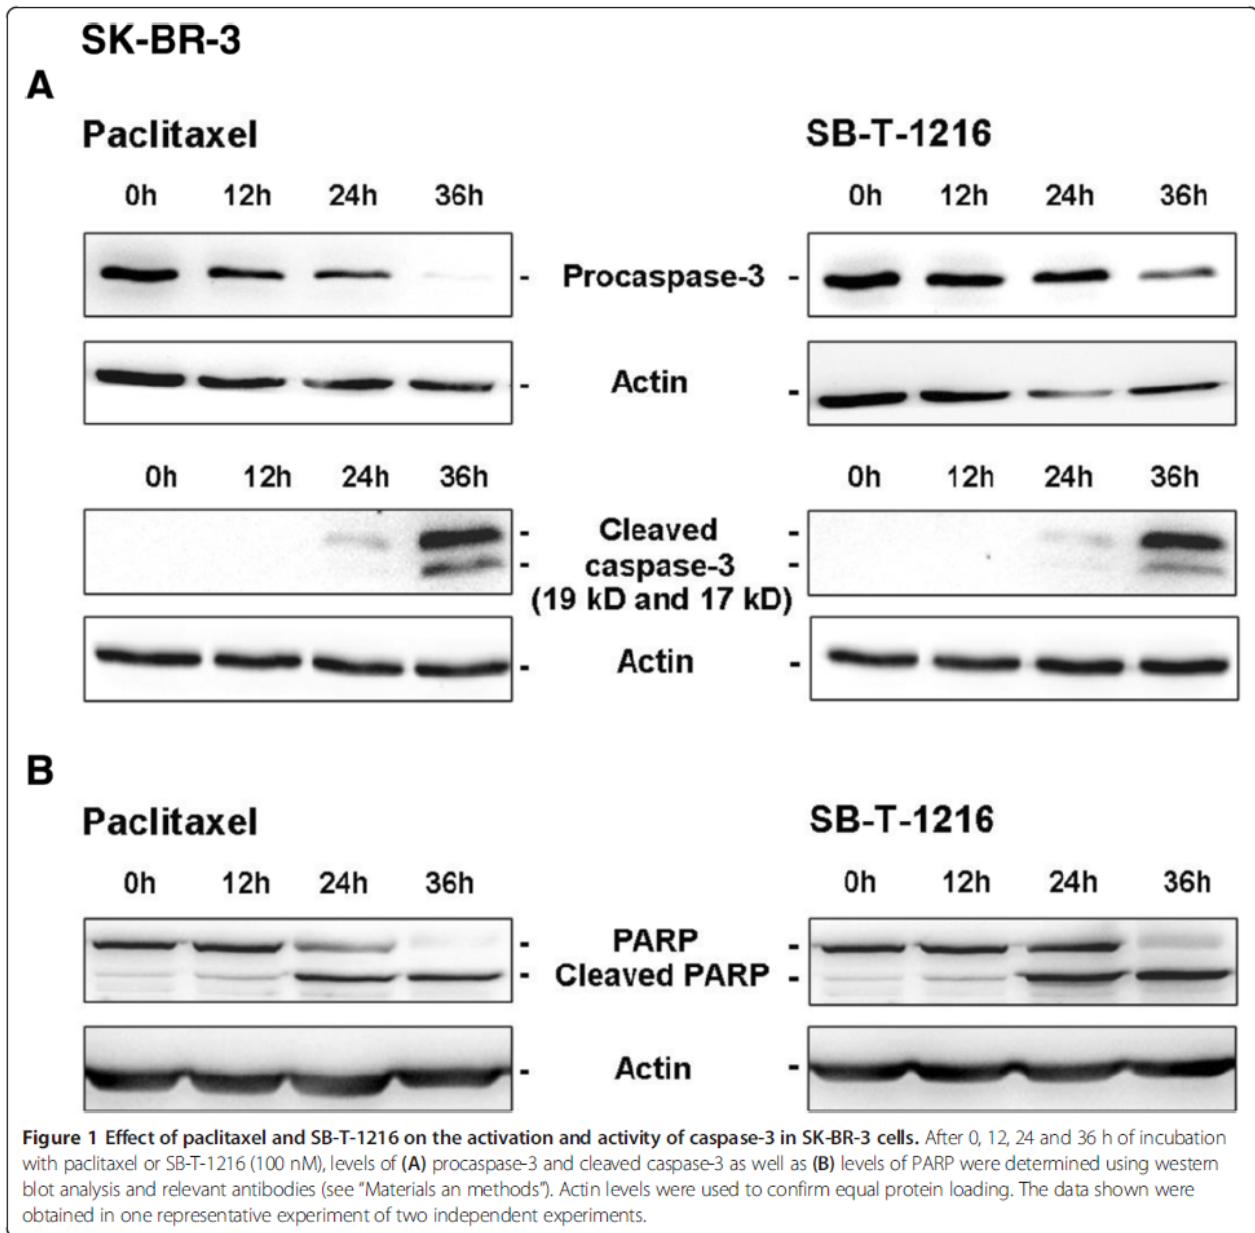 SK-BR-3
A
Paclitaxel SB-T-1216
0h 12h 24h 36h 0h 12h 24h 36h
- Procaspase-3 -
- Actin -
0h 12h 24h 36h 0h 12h 24h 36h
- Cleaved -
- caspase-3 -
(19 kD and 17 kD)
- Actin -
B
Paclitaxel SB-T-1216
0h 12h 24h 36h 0h 12h 24h 36h
- PARP -
- Cleaved PARP -
- Actin -
Figure 1 Effect of paclitaxel and SB-T-1216 on the activation and activity of caspase-3 in SK-BR-3 cells. After 0, 12, 24 and 36 h of incubation
with paclitaxel or SB-T-1216 (100 nM), levels of (A) procaspase-3 and cleaved caspase-3 as well as (B) levels of PARP were determined using western
blot analysis and relevant antibodies (see "Materials an methods"). Actin levels were used to confirm equal protein loading. The data shown were
obtained in one representative experiment of two independent experiments.